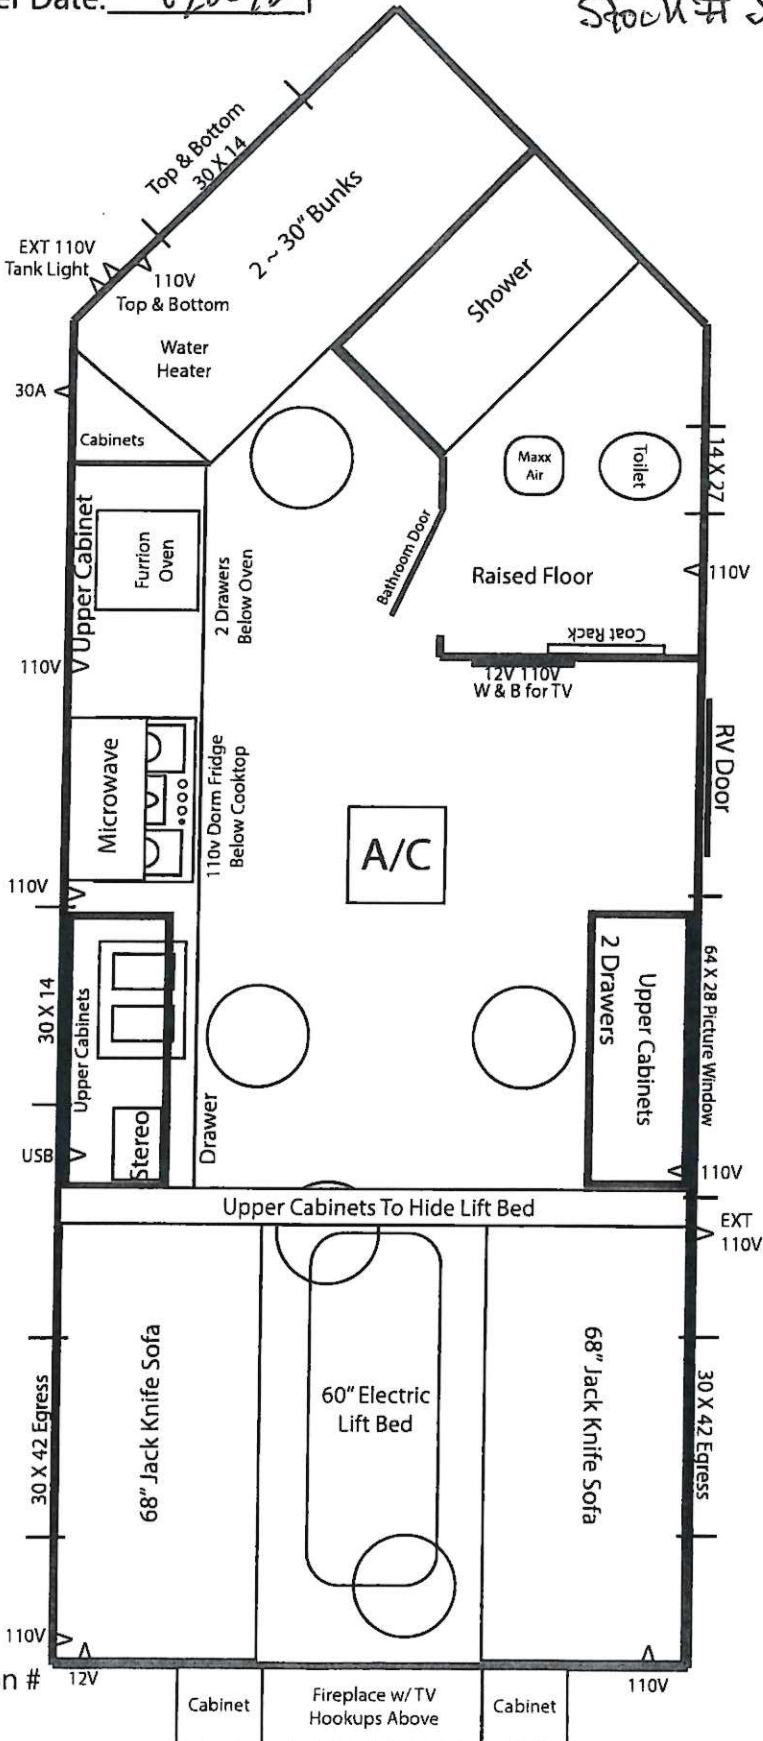 er Date:
Stock #
Top & Bottom
30 X 14
2 ~ 30" Bunks
EXT 110V
Tank Light
110V
Top & Bottom
Water
Heater
Shower
30A
Cabinets
Maxx
Air
Toilet
14 X 27
Upper Cabinet
Furrion
Oven
2 Drawers
Below Oven
Bathroom Door
Raised Floor
110V
Coat Rack
110V
12V 110V
W & B for TV
RV Door
Microwave
110v Dorm Fridge
Below Cooktop
A/C
110V
30 X 14
Upper Cabinets
2 Drawers
Upper Cabinets
64 X 28 Picture Window
USB
Stereo
Drawer
110V
Upper Cabinets To Hide Lift Bed
EXT
110V
30 X 42 Egress
68" Jack Knife Sofa
60" Electric
Lift Bed
68" Jack Knife Sofa
30 X 42 Egress
110V
n #
12V
110V
Cabinet
Fireplace w/ TV
Hookups Above
Cabinet